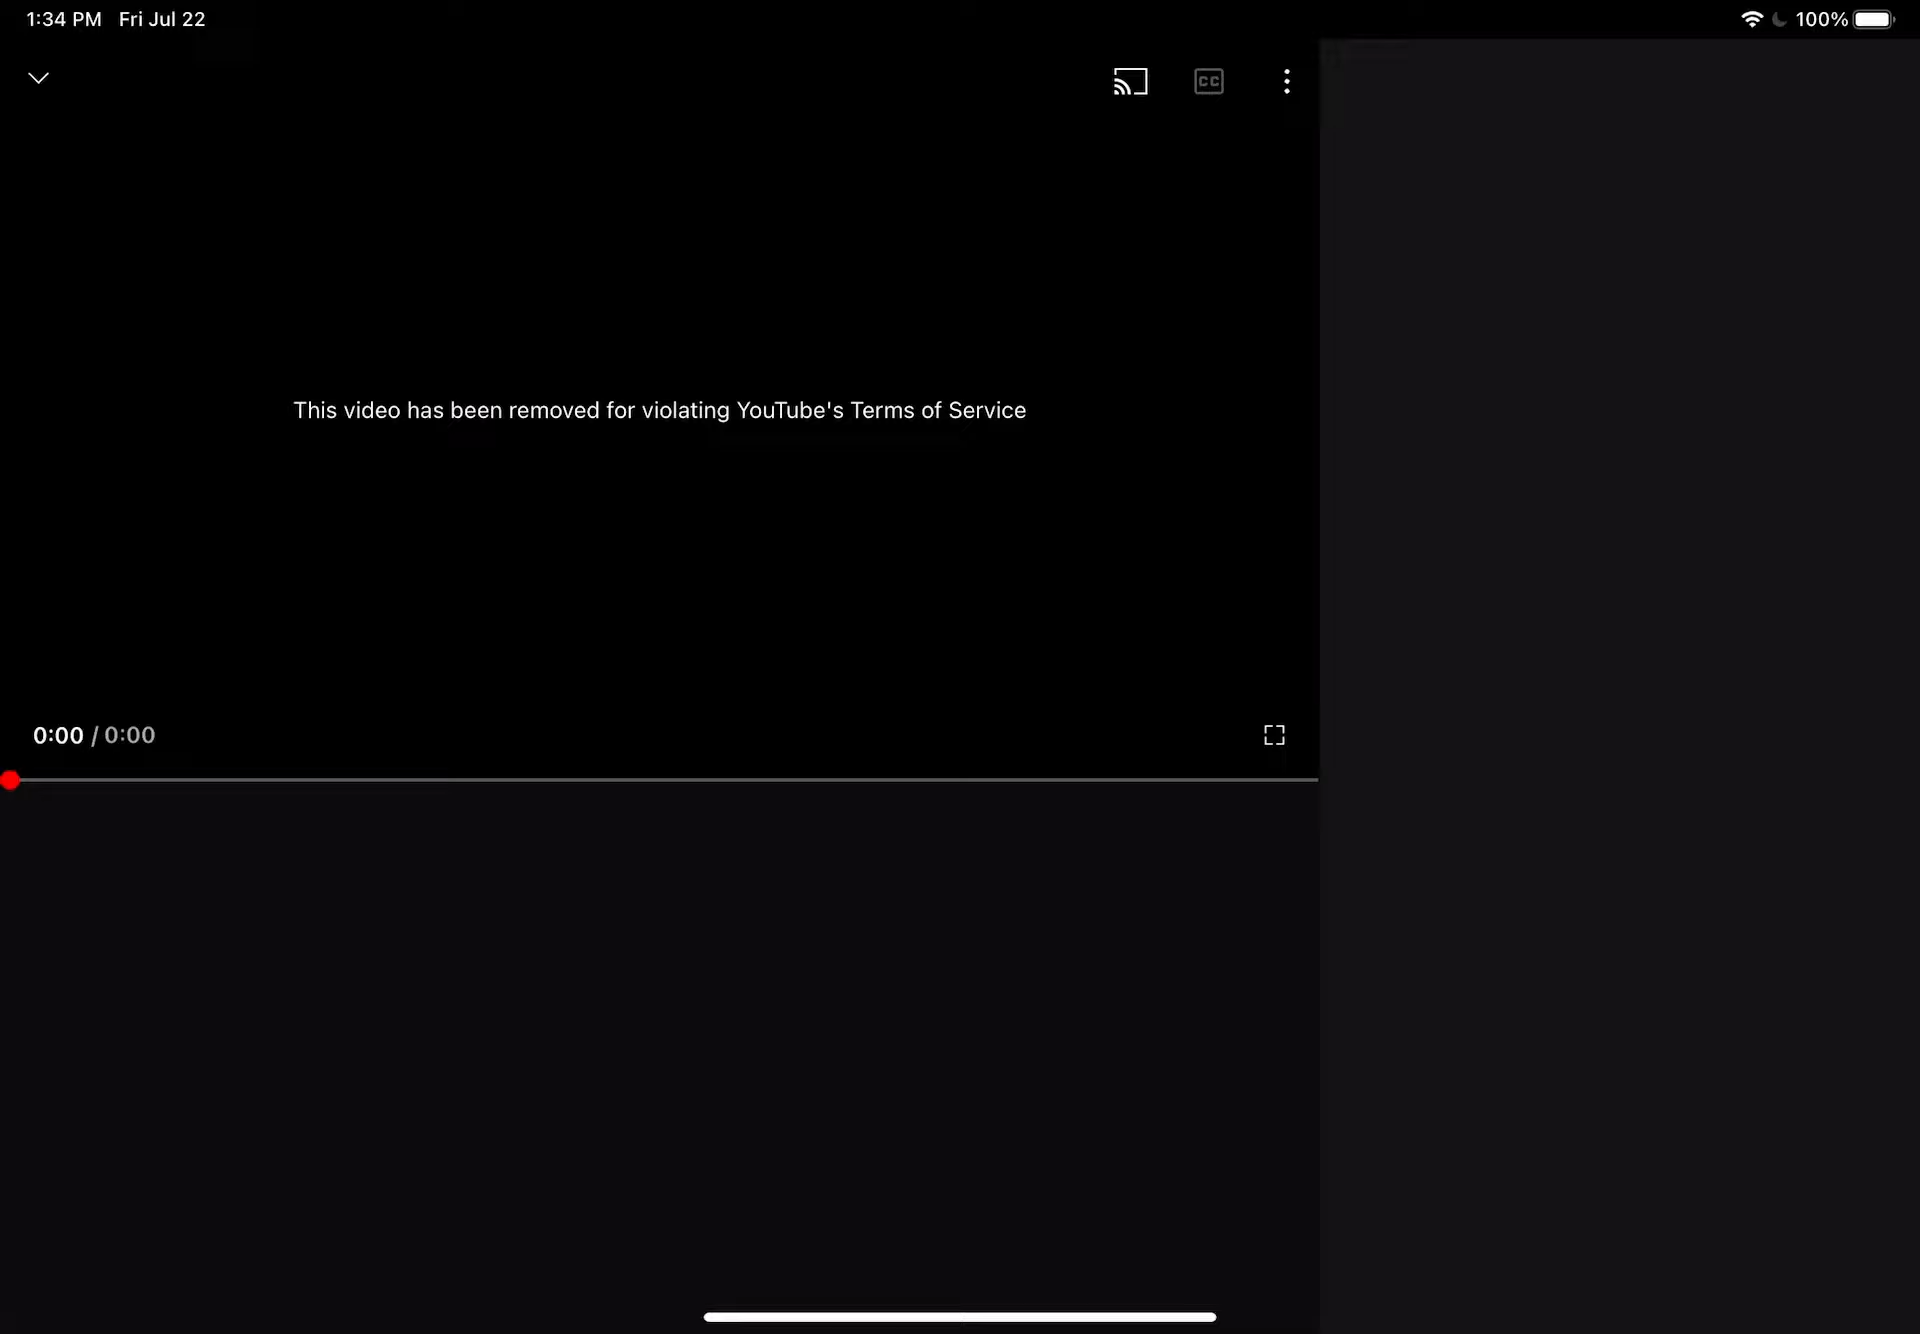 1:34 PM Fri Jul 22
100%
CC
This video has been removed for violating YouTube's Terms of Service
0:00 / 0:00